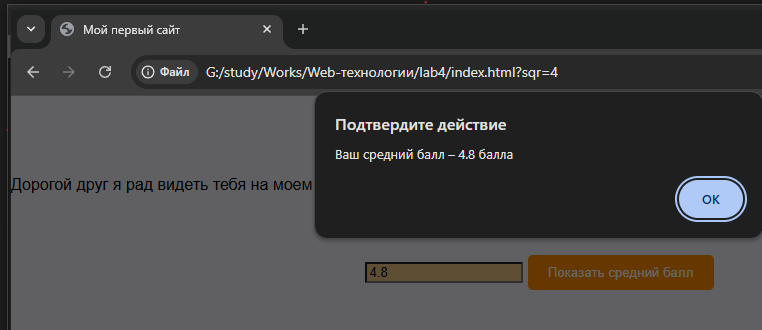 Мой первый сайт
Файл G:/study/Works/Web-технологии/lab4/index.html?sqr=4
Подтвердите действие
Ваш средний балл – 4.8 балла
OK
Дорогой друг я рад видеть тебя на моем
4.8 Показать средний балл